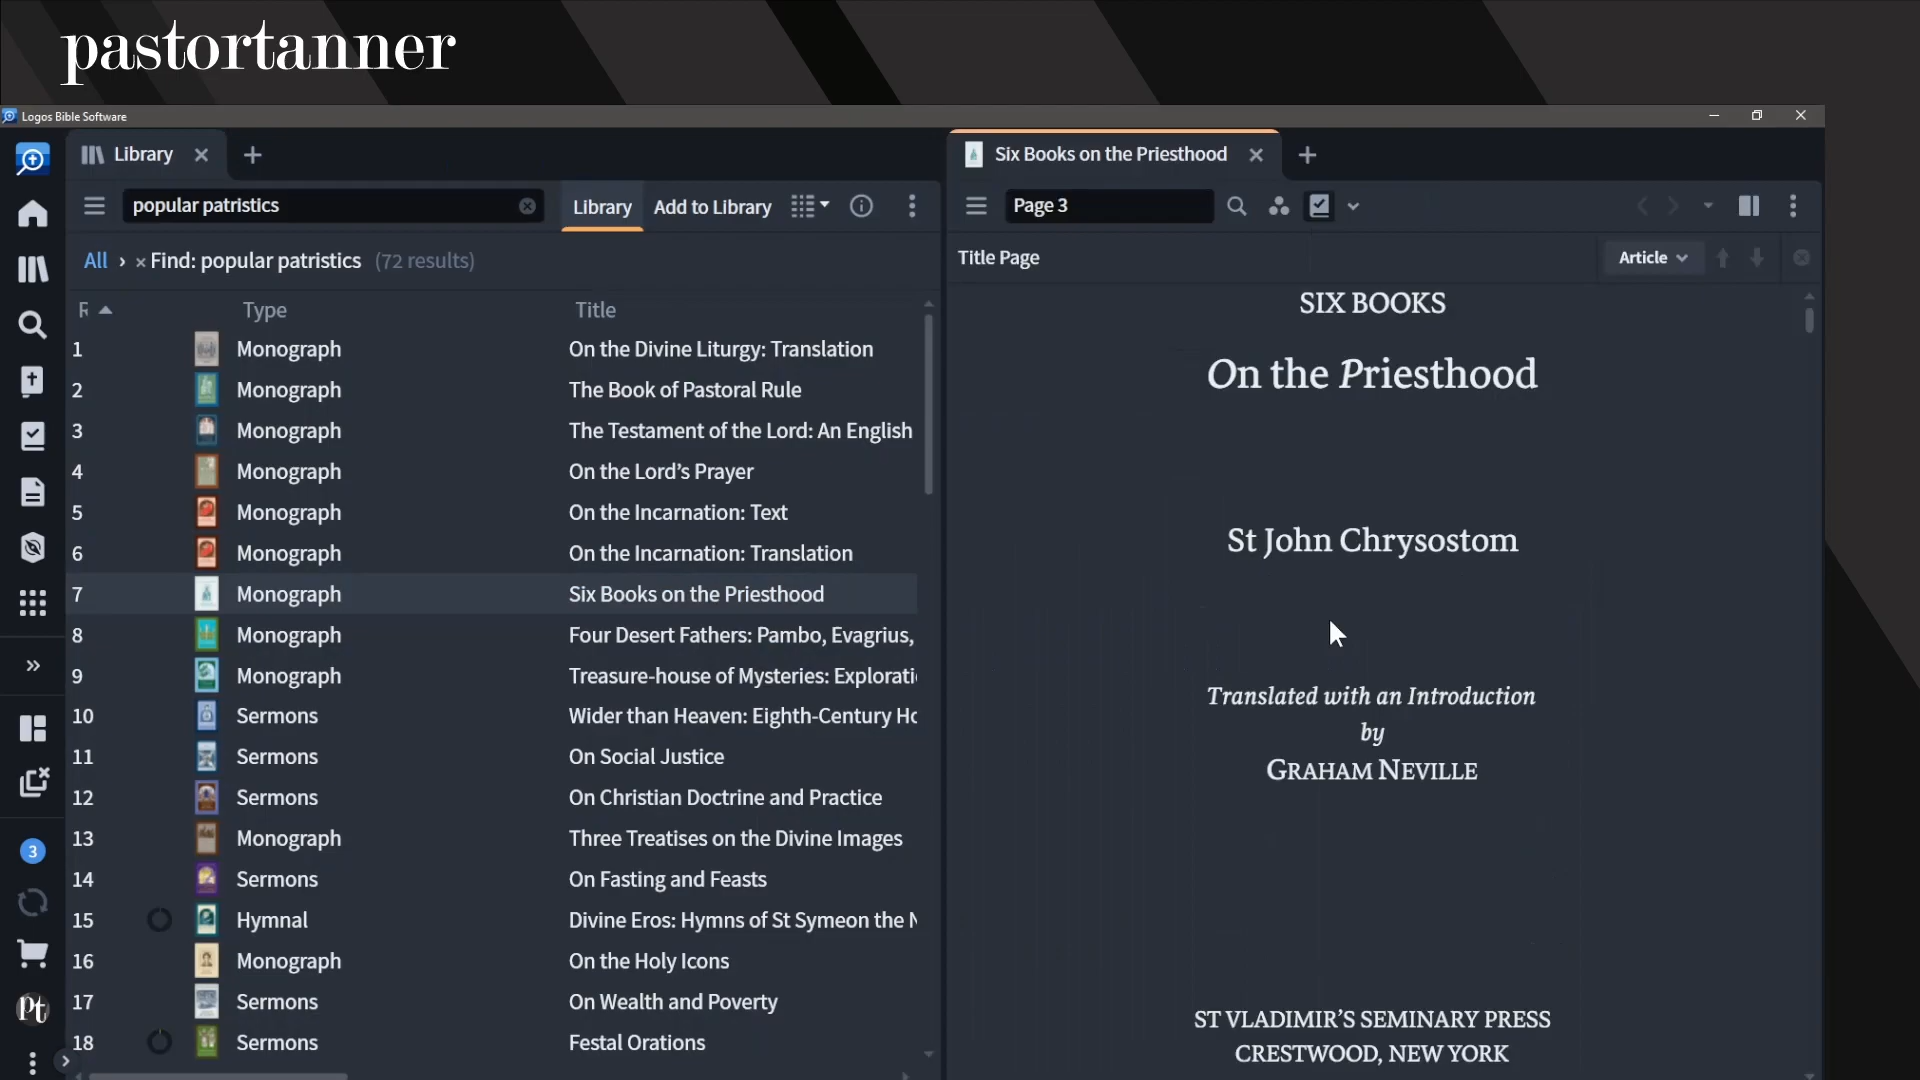 pastortanner
Logos Bible Software
Library
Six Books on the Priesthood
popular patristics
Library
Add to Library
Page 3
All › × Find: popular patristics (72 results)
Title Page
Article
R Type Title
1 Monograph On the Divine Liturgy: Translation
2 Monograph The Book of Pastoral Rule
3 Monograph The Testament of the Lord: An English
4 Monograph On the Lord’s Prayer
5 Monograph On the Incarnation: Text
6 Monograph On the Incarnation: Translation
7 Monograph Six Books on the Priesthood
8 Monograph Four Desert Fathers: Pambo, Evagrius,
9 Monograph Treasure-house of Mysteries: Explorati
10 Sermons Wider than Heaven: Eighth-Century Ho
11 Sermons On Social Justice
12 Sermons On Christian Doctrine and Practice
13 Monograph Three Treatises on the Divine Images
14 Sermons On Fasting and Feasts
15 Hymnal Divine Eros: Hymns of St Symeon the N
16 Monograph On the Holy Icons
17 Sermons On Wealth and Poverty
18 Sermons Festal Orations
3
pt
SIX BOOKS
On the Priesthood
St John Chrysostom
Translated with an Introduction
by
GRAHAM NEVILLE
ST VLADIMIR’S SEMINARY PRESS
CRESTWOOD, NEW YORK